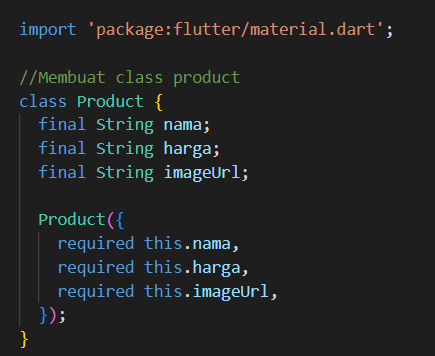 import 'package:flutter/material.dart';
//Membuat class product
class Product {
final String nama;
final String harga;
final String imageUrl;
Product({
required this.nama,
required this.harga,
required this.imageUrl,
});
}